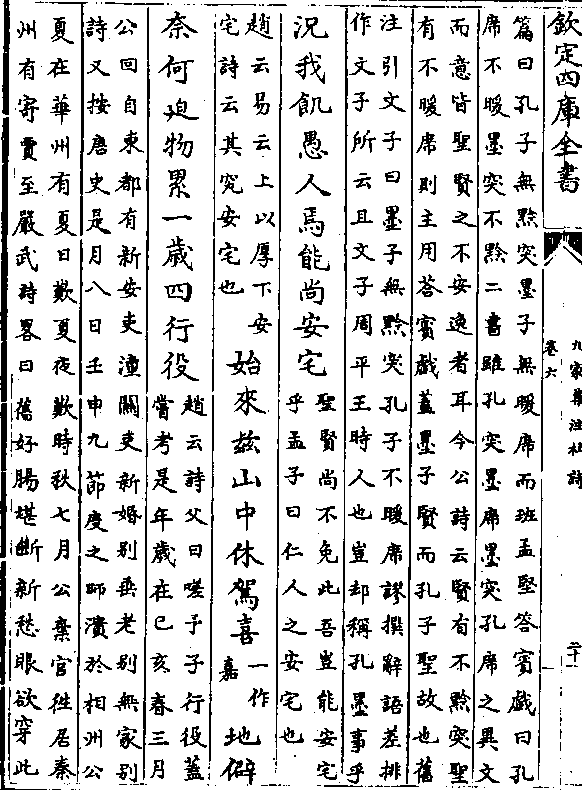 欽定四庫全書
九家集注杜詩
卷六
二十一
篇曰孔子無黔突墨子無暖席而班孟堅答賓戲曰孔
席不暖墨突不黔二書雖孔突墨席墨突孔席之異文
而意皆聖賢之不安逸者耳今公詩云賢有不黔突聖
有不暖席則主用荅賓戲蓋墨子賢而孔子聖故也舊
注引文子曰墨子無黔突孔子不暖席謬撰辭語差排
作文子所云且文子周平王時人也豈却稱孔墨事乎
況我飢愚人焉能尚安宅
聖賢尚不免此吾豈能安宅
乎孟子曰仁人之安宅也
趙云易云上以厚下安
宅詩云其究安宅也
始來玆山中休駕喜
一作
嘉
地僻
奈何迫物累一歲四行役
趙云詩父曰嗟予子行役蓋
嘗考是年歲在己亥春三月
公回自東都有新安吏潼關吏新婚別垂老別無家別
詩又按唐史是月八日壬申九節度之師潰於相州公
夏在華州有夏日歎夏夜歎時秋七月公棄官徃居秦
州有寄賈至嚴武詩畧曰舊好腸堪斷新愁眼欲穿此